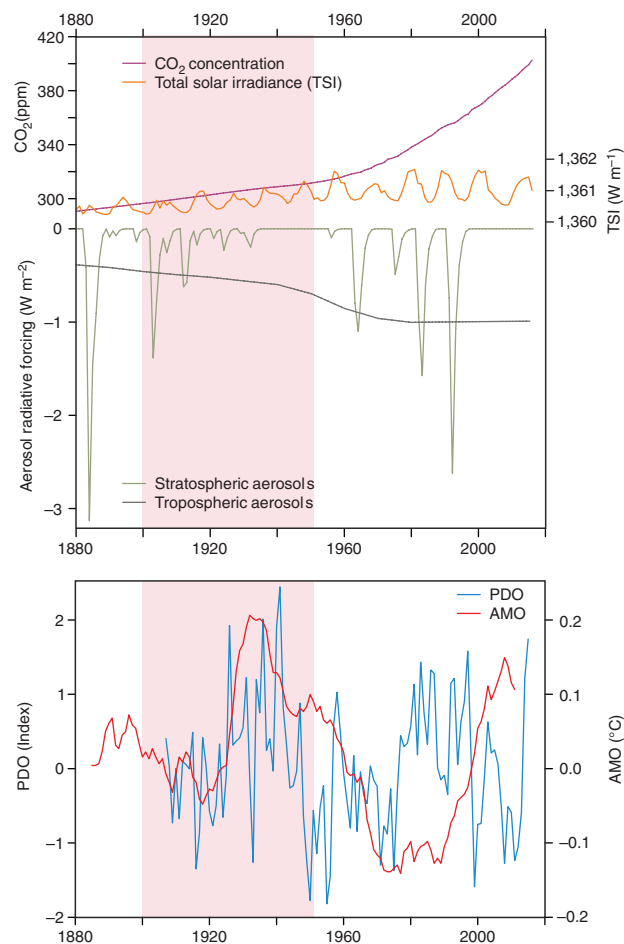 1880 1920 1960 2000
420
380
340
300
CO2(ppm)
CO2 concentration
Total solar irradiance (TSI)
1,362
1,361
1,360
TSI (W m−2)
0
−1
−2
−3
Aerosol radiative forcing (W m−2)
Stratospheric aerosols
Tropospheric aerosols
1880 1920 1960 2000
2
1
0
−1
−2
PDO (Index)
PDO
AMO
0.2
0.1
0.0
−0.1
−0.2
AMO (°C)
1880 1920 1960 2000